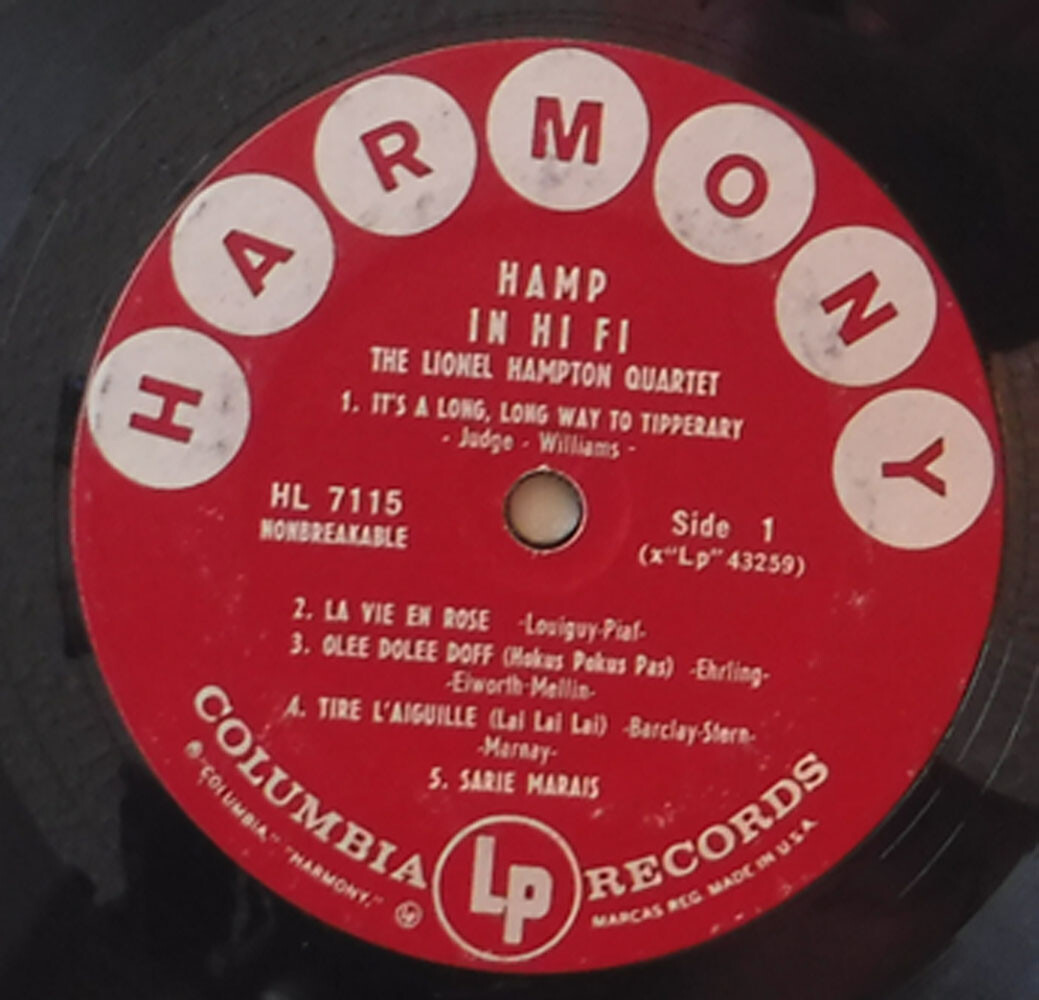 HARMONY
HAMP
IN HI FI
THE LIONEL HAMPTON QUARTET
1. IT'S A LONG, LONG WAY TO TIPPERARY
- Judge - Williams -
HL 7115
NONBREAKABLE
Side 1
(x"Lp" 43259)
2. LA VIE EN ROSE -Louiguy-Piaf-
3. OLEE DOLEE DOFF (Hokus Pokus Pas) -Ehrling-
-Eiworth-Mellin-
4. TIRE L'AIGUILLE (Lai Lai Lai) -Barclay-Stern-
-Marnay-
5. SARIE MARAIS
COLUMBIA LP RECORDS
® "COLUMBIA," "HARMONY," LP MARCAS REG. MADE IN U.S.A.